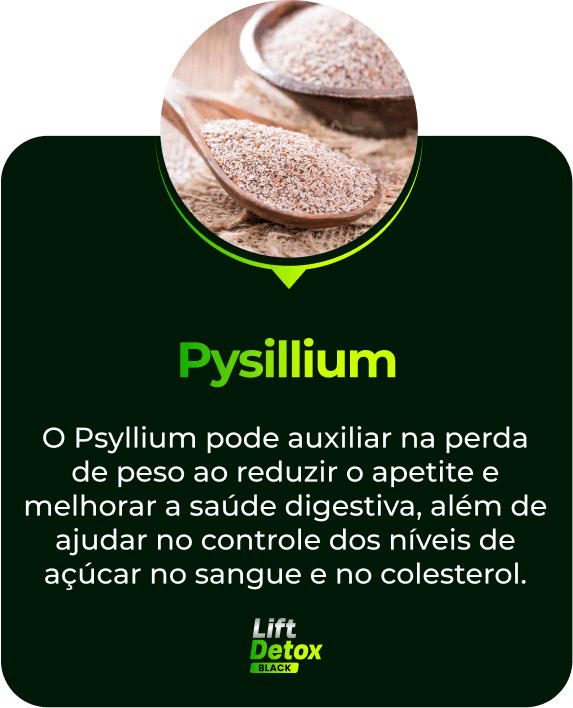 Pysillium
O Psyllium pode auxiliar na perda
de peso ao reduzir o apetite e
melhorar a saúde digestiva, além de
ajudar no controle dos níveis de
açúcar no sangue e no colesterol.
Lift
Detox
BLACK